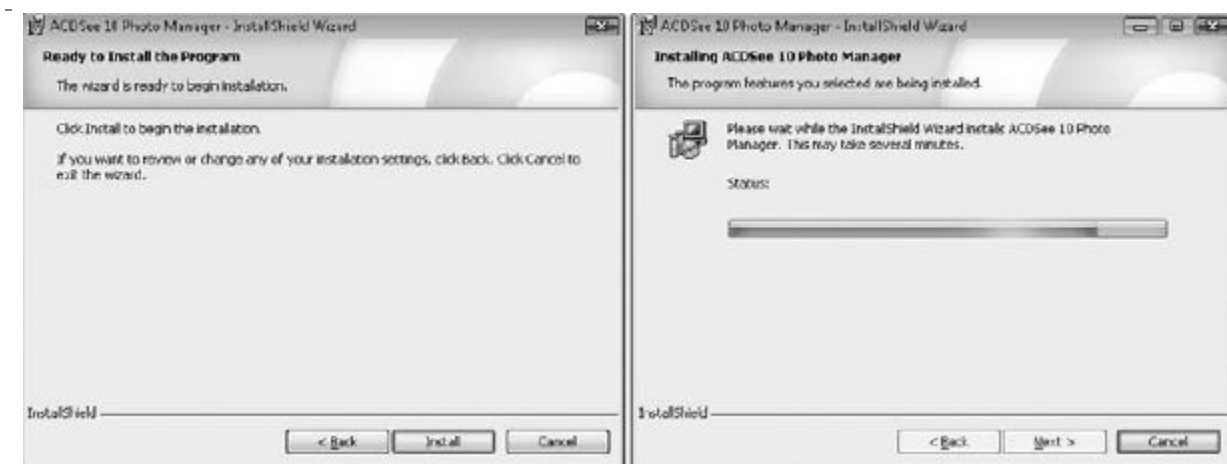 ACDSee 10 Photo Manager - InstallShield Wizard
Ready to Install the Program
The wizard is ready to begin installation.
Click Install to begin the installation.
If you want to review or change any of your installation settings, click Back. Click Cancel to
exit the wizard.
InstallShield
< Back
Install
Cancel
ACDSee 10 Photo Manager - InstallShield Wizard
Installing ACDSee 10 Photo Manager
The program features you selected are being installed.
Please wait while the InstallShield Wizard installs ACDSee 10 Photo
Manager. This may take several minutes.
Status:
InstallShield
< Back
Next >
Cancel